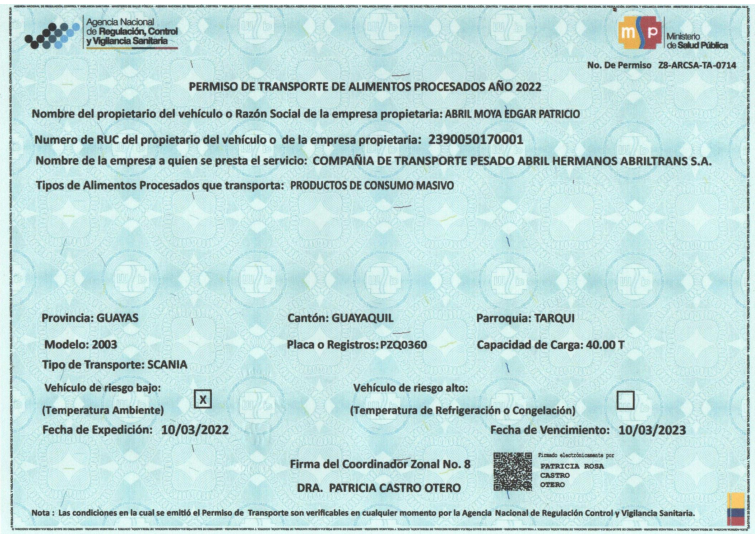 Agencia Nacional
de Regulación, Control
y Vigilancia Sanitaria
mp
Ministerio
de Salud Pública
No. De Permiso Z8-ARCSA-TA-0714
PERMISO DE TRANSPORTE DE ALIMENTOS PROCESADOS AÑO 2022
Nombre del propietario del vehículo o Razón Social de la empresa propietaria: ABRIL MOYA EDGAR PATRICIO
Numero de RUC del propietario del vehículo o de la empresa propietaria: 2390050170001
Nombre de la empresa a quien se presta el servicio: COMPAÑIA DE TRANSPORTE PESADO ABRIL HERMANOS ABRILTRANS S.A.
Tipos de Alimentos Procesados que transporta: PRODUCTOS DE CONSUMO MASIVO
Provincia: GUAYAS Cantón: GUAYAQUIL Parroquia: TARQUI
Modelo: 2003 Placa o Registros: PZQ0360 Capacidad de Carga: 40.00 T
Tipo de Transporte: SCANIA
Vehículo de riesgo bajo: X Vehículo de riesgo alto:
(Temperatura Ambiente) (Temperatura de Refrigeración o Congelación)
Fecha de Expedición: 10/03/2022 Fecha de Vencimiento: 10/03/2023
Firma del Coordinador Zonal No. 8
DRA. PATRICIA CASTRO OTERO
Firmado electrónicamente por
PATRICIA ROSA
CASTRO
OTERO
Nota : Las condiciones en la cual se emitió el Permiso de Transporte son verificables en cualquier momento por la Agencia Nacional de Regulación Control y Vigilancia Sanitaria.